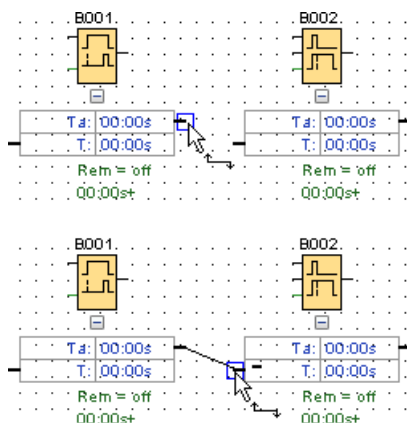 B001 B002
Ta: 00:00s Ta: 00:00s
T: 00:00s T: 00:00s
Rem = off Rem = off
00:00s+ 00:00s+
B001 B002
Ta: 00:00s Ta: 00:00s
T: 00:00s T: 00:00s
Rem = off Rem = off
00:00s+ 00:00s+